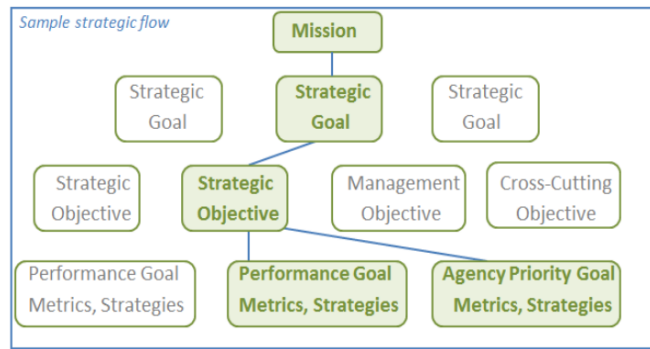 Sample strategic flow
Mission
Strategic
Goal
Strategic
Goal
Strategic
Goal
Strategic
Objective
Strategic
Objective
Management
Objective
Cross-Cutting
Objective
Performance Goal
Metrics, Strategies
Performance Goal
Metrics, Strategies
Agency Priority Goal
Metrics, Strategies